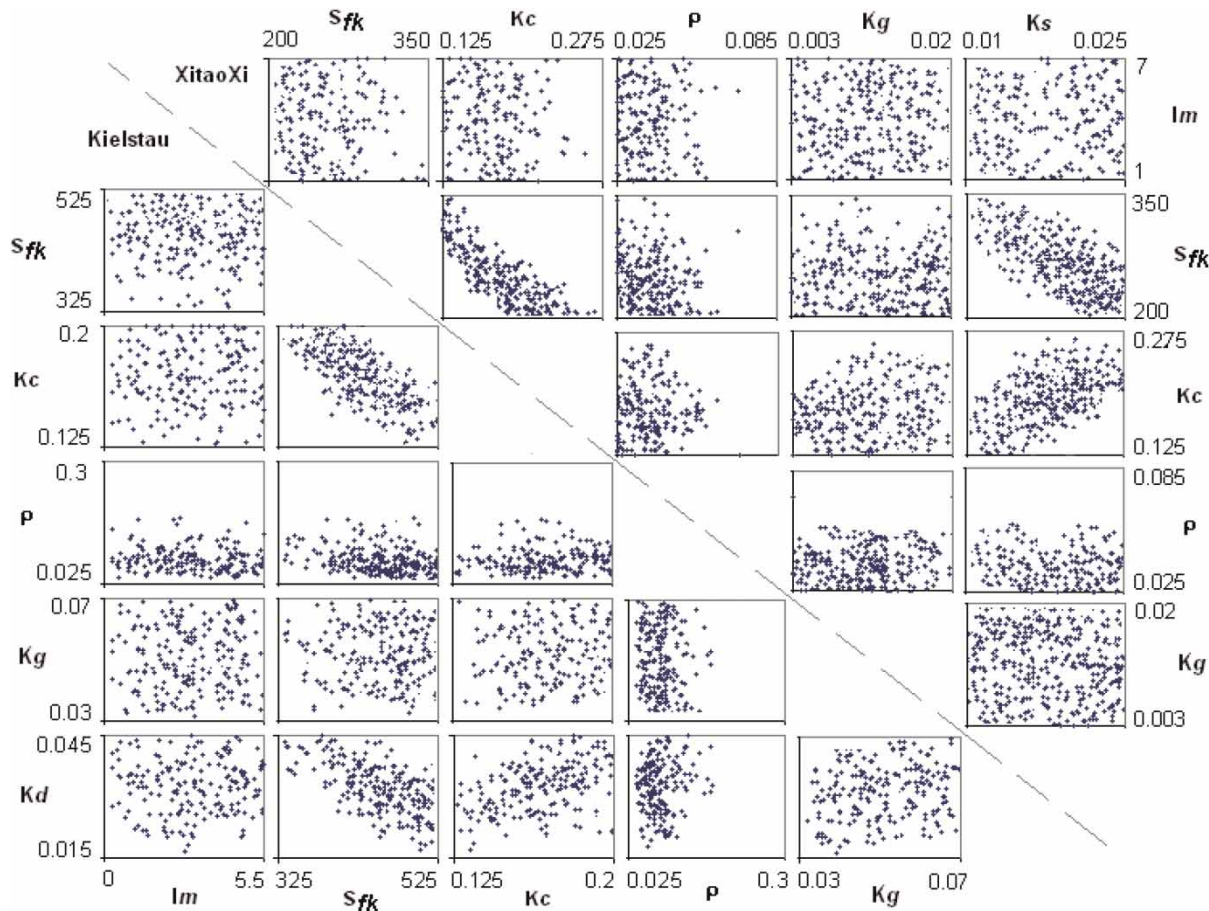 Sfk Kc ρ Kg Ks
200 350 0.125 0.275 0.025 0.085 0.003 0.02 0.01 0.025
XitaoXi
7
Im
Kielstau
1
525
350
Sfk
Sfk
325
200
0.2
0.275
Kc
Kc
0.125
0.125
0.3
0.085
ρ
ρ
0.025
0.025
0.07
0.02
Kg
Kg
0.03
0.003
0.045
Kd
0.015
0 5.5 325 525 0.125 0.2 0.025 0.3 0.03 0.07
Im Sfk Kc ρ Kg